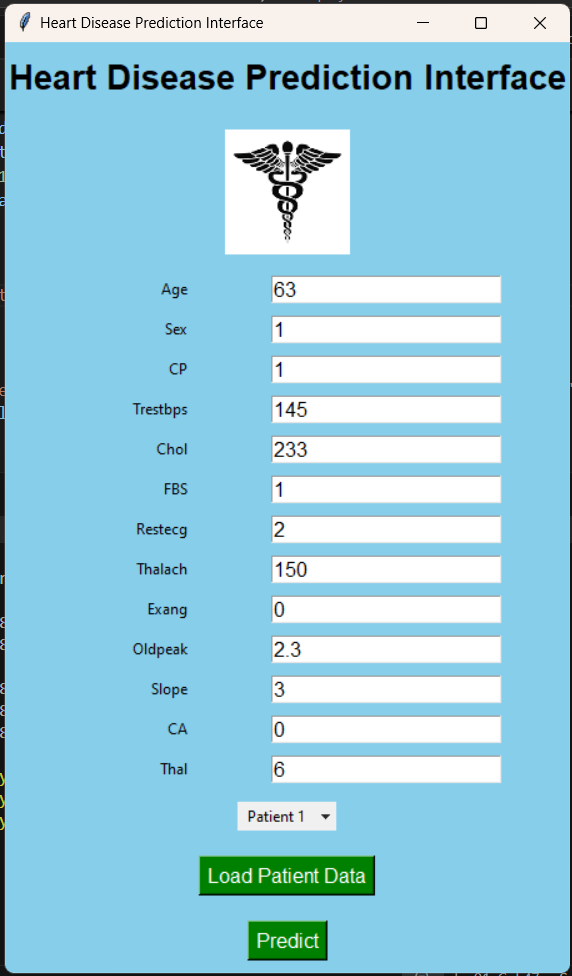 Heart Disease Prediction Interface
Heart Disease Prediction Interface
Age 63
Sex 1
CP 1
Trestbps 145
Chol 233
FBS 1
Restecg 2
Thalach 150
Exang 0
Oldpeak 2.3
Slope 3
CA 0
Thal 6
Patient 1
Load Patient Data
Predict